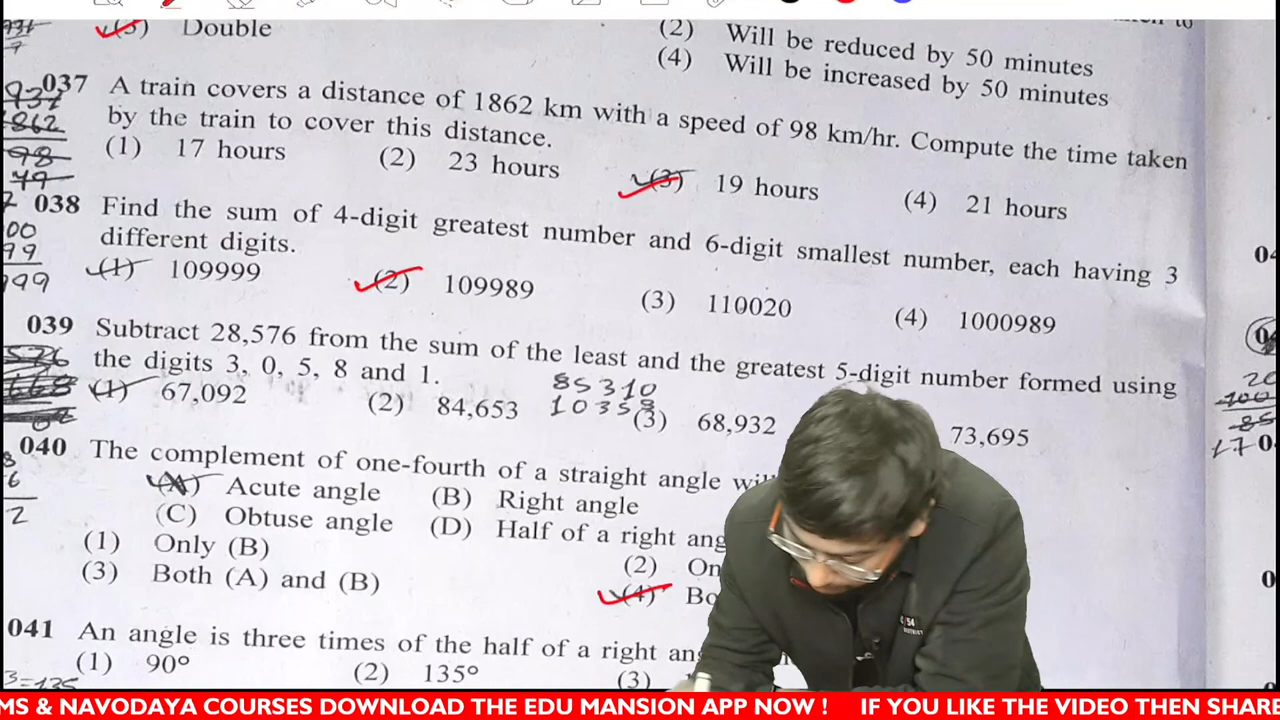 (3) Double
(2) Will be reduced by 50 minutes
(4) Will be increased by 50 minutes
037 A train covers a distance of 1862 km with a speed of 98 km/hr. Compute the time taken
by the train to cover this distance.
(1) 17 hours (2) 23 hours (3) 19 hours (4) 21 hours
038 Find the sum of 4-digit greatest number and 6-digit smallest number, each having 3
different digits.
(1) 109999 (2) 109989 (3) 110020 (4) 1000989
039 Subtract 28,576 from the sum of the least and the greatest 5-digit number formed using
the digits 3, 0, 5, 8 and 1.
85310
10358
(1) 67,092 (2) 84,653 (3) 68,932 73,695
040 The complement of one-fourth of a straight angle
(A) Acute angle (B) Right angle
(C) Obtuse angle (D) Half of a right
(1) Only (B) (2)
(3) Both (A) and (B) (4)
041 An angle is three times of the half of a right
(1) 90° (2) 135° (3)
MS & NAVODAYA COURSES DOWNLOAD THE EDU MANSION APP NOW ! IF YOU LIKE THE VIDEO THEN SHARE